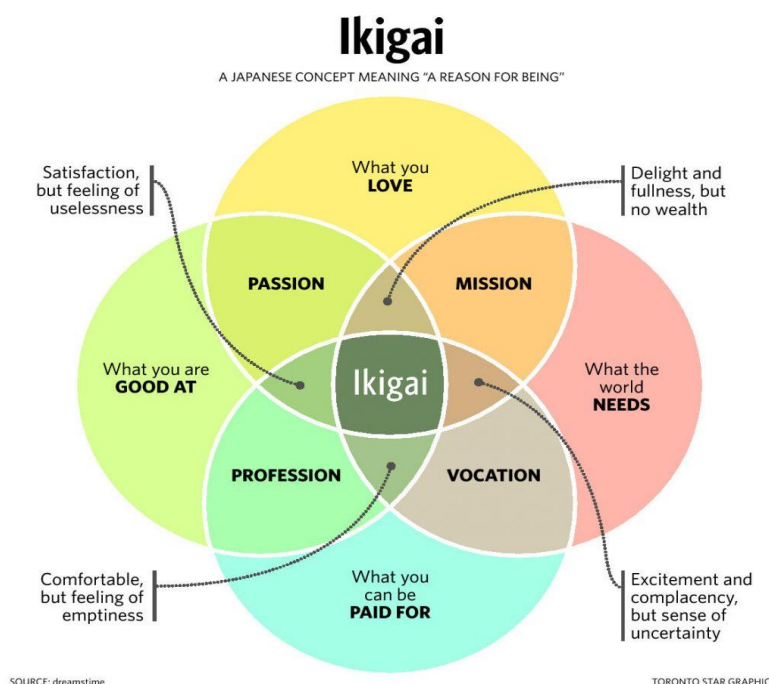 Ikigai
A JAPANESE CONCEPT MEANING “A REASON FOR BEING”
What you
LOVE
Satisfaction,
but feeling of
uselessness
Delight and
fullness, but
no wealth
PASSION
MISSION
What you are
GOOD AT
Ikigai
What the
world
NEEDS
PROFESSION
VOCATION
Comfortable,
but feeling of
emptiness
What you
can be
PAID FOR
Excitement and
complacency,
but sense of
uncertainty
SOURCE: dreamstime
TORONTO STAR GRAPHIC